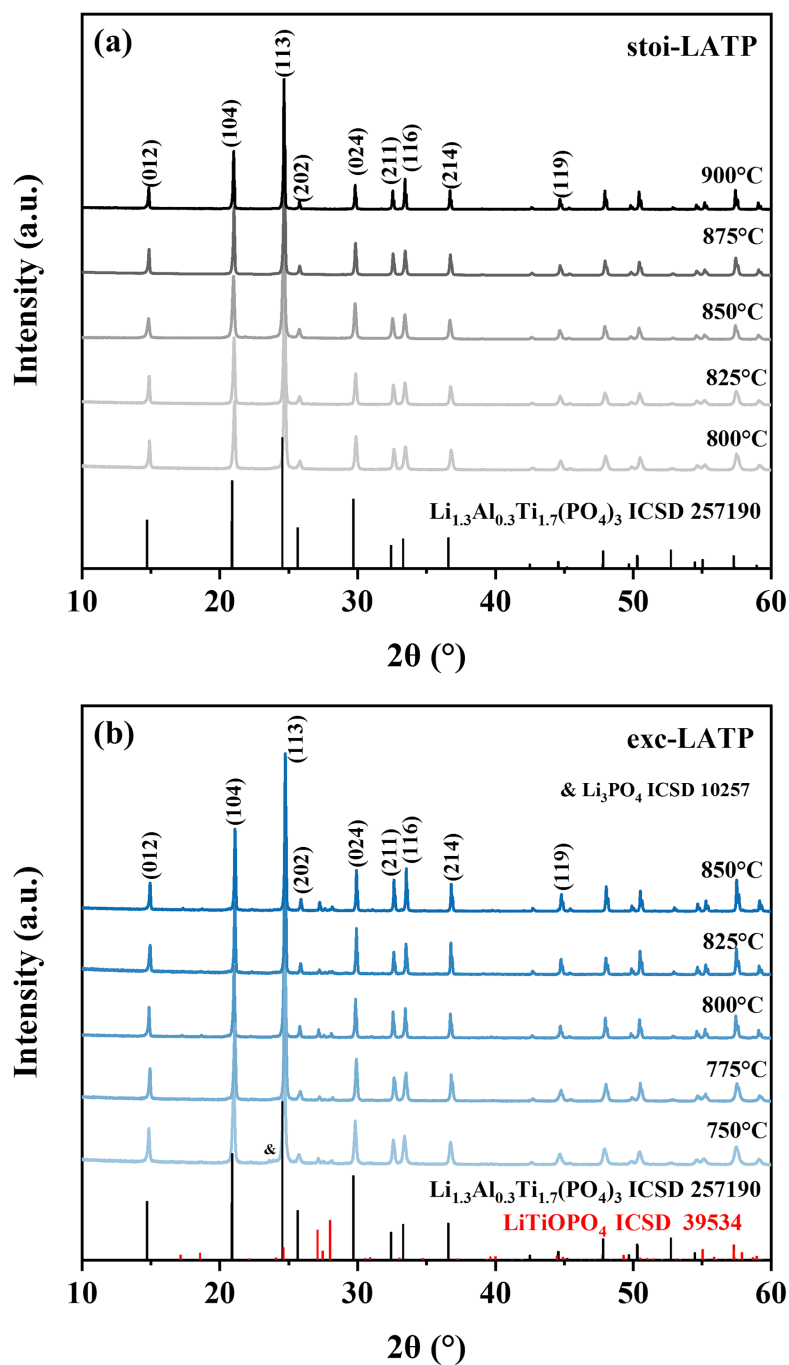 (a)
stoi-LATP
(012)
(104)
(113)
(202)
(024)
(211)
(116)
(214)
(119)
900°C
875°C
850°C
825°C
800°C
Li1.3Al0.3Ti1.7(PO4)3 ICSD 257190
Intensity (a.u.)
10 20 30 40 50 60
2θ (°)
(b)
exc-LATP
& Li3PO4 ICSD 10257
(012)
(104)
(113)
(202)
(024)
(211)
(116)
(214)
(119)
850°C
825°C
800°C
775°C
750°C
&
Li1.3Al0.3Ti1.7(PO4)3 ICSD 257190
LiTiOPO4 ICSD 39534
Intensity (a.u.)
10 20 30 40 50 60
2θ (°)